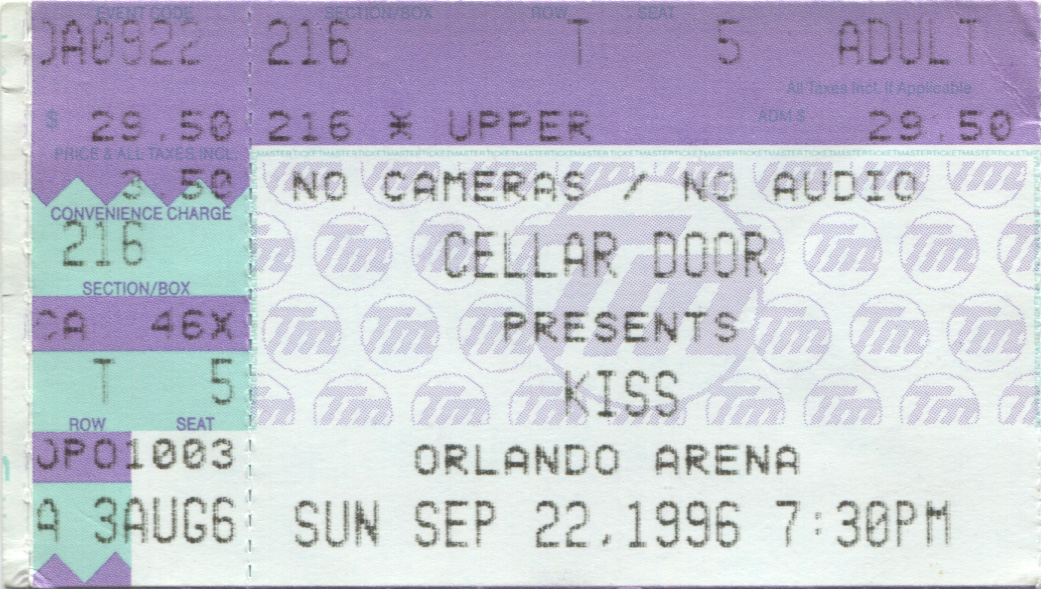 EVENT CODE SECTION/BOX ROW SEAT
OA0922 216 T 5 ADULT
All Taxes Incl. If Applicable
$ 29.50 216 * UPPER ADM $ 29.50
PRICE & ALL TAXES INCL.
3.50 NO CAMERAS / NO AUDIO
CONVENIENCE CHARGE
216 CELLAR DOOR
SECTION/BOX
CA 46X PRESENTS
T 5 KISS
ROW SEAT
OPO1003 ORLANDO ARENA
A 3AUG6 SUN SEP 22,1996 7:30PM